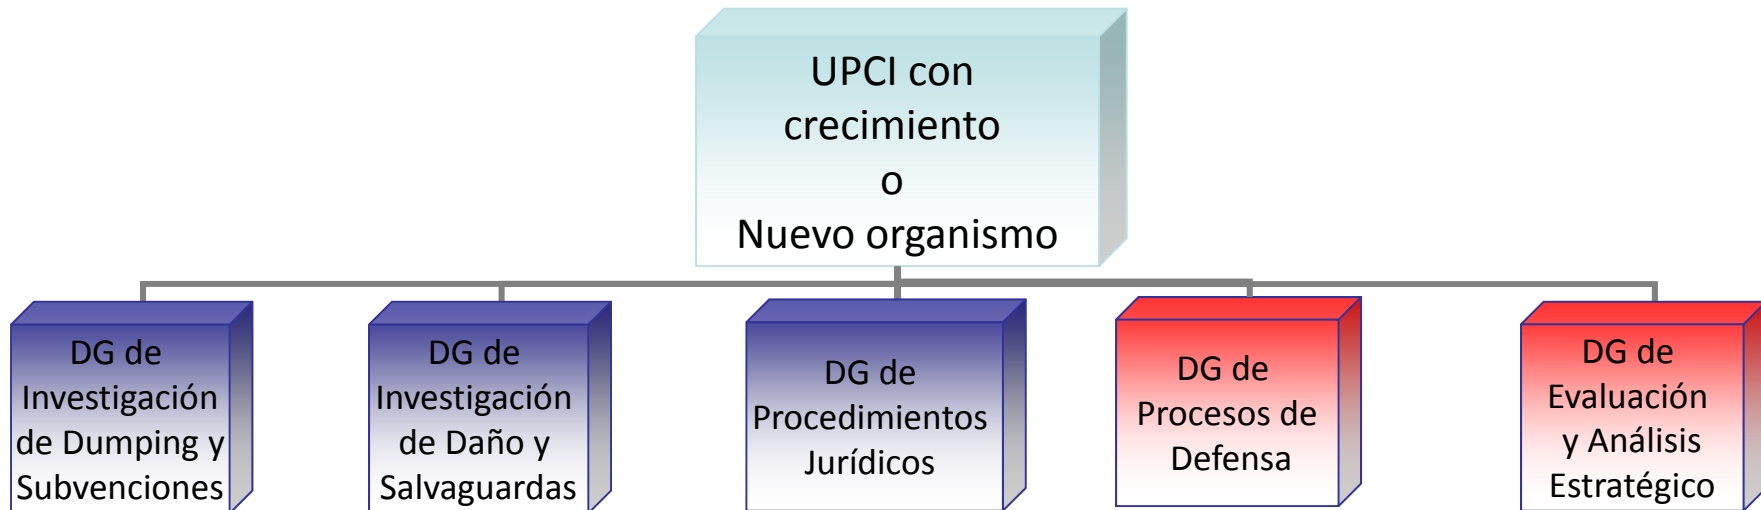 UPCI con
crecimiento
o
Nuevo organismo
DG de
Investigación
de Dumping y
Subvenciones
DG de
Investigación
de Daño y
Salvaguardas
DG de
Procedimientos
Jurídicos
DG de
Procesos de
Defensa
DG de
Evaluación
y Análisis
Estratégico